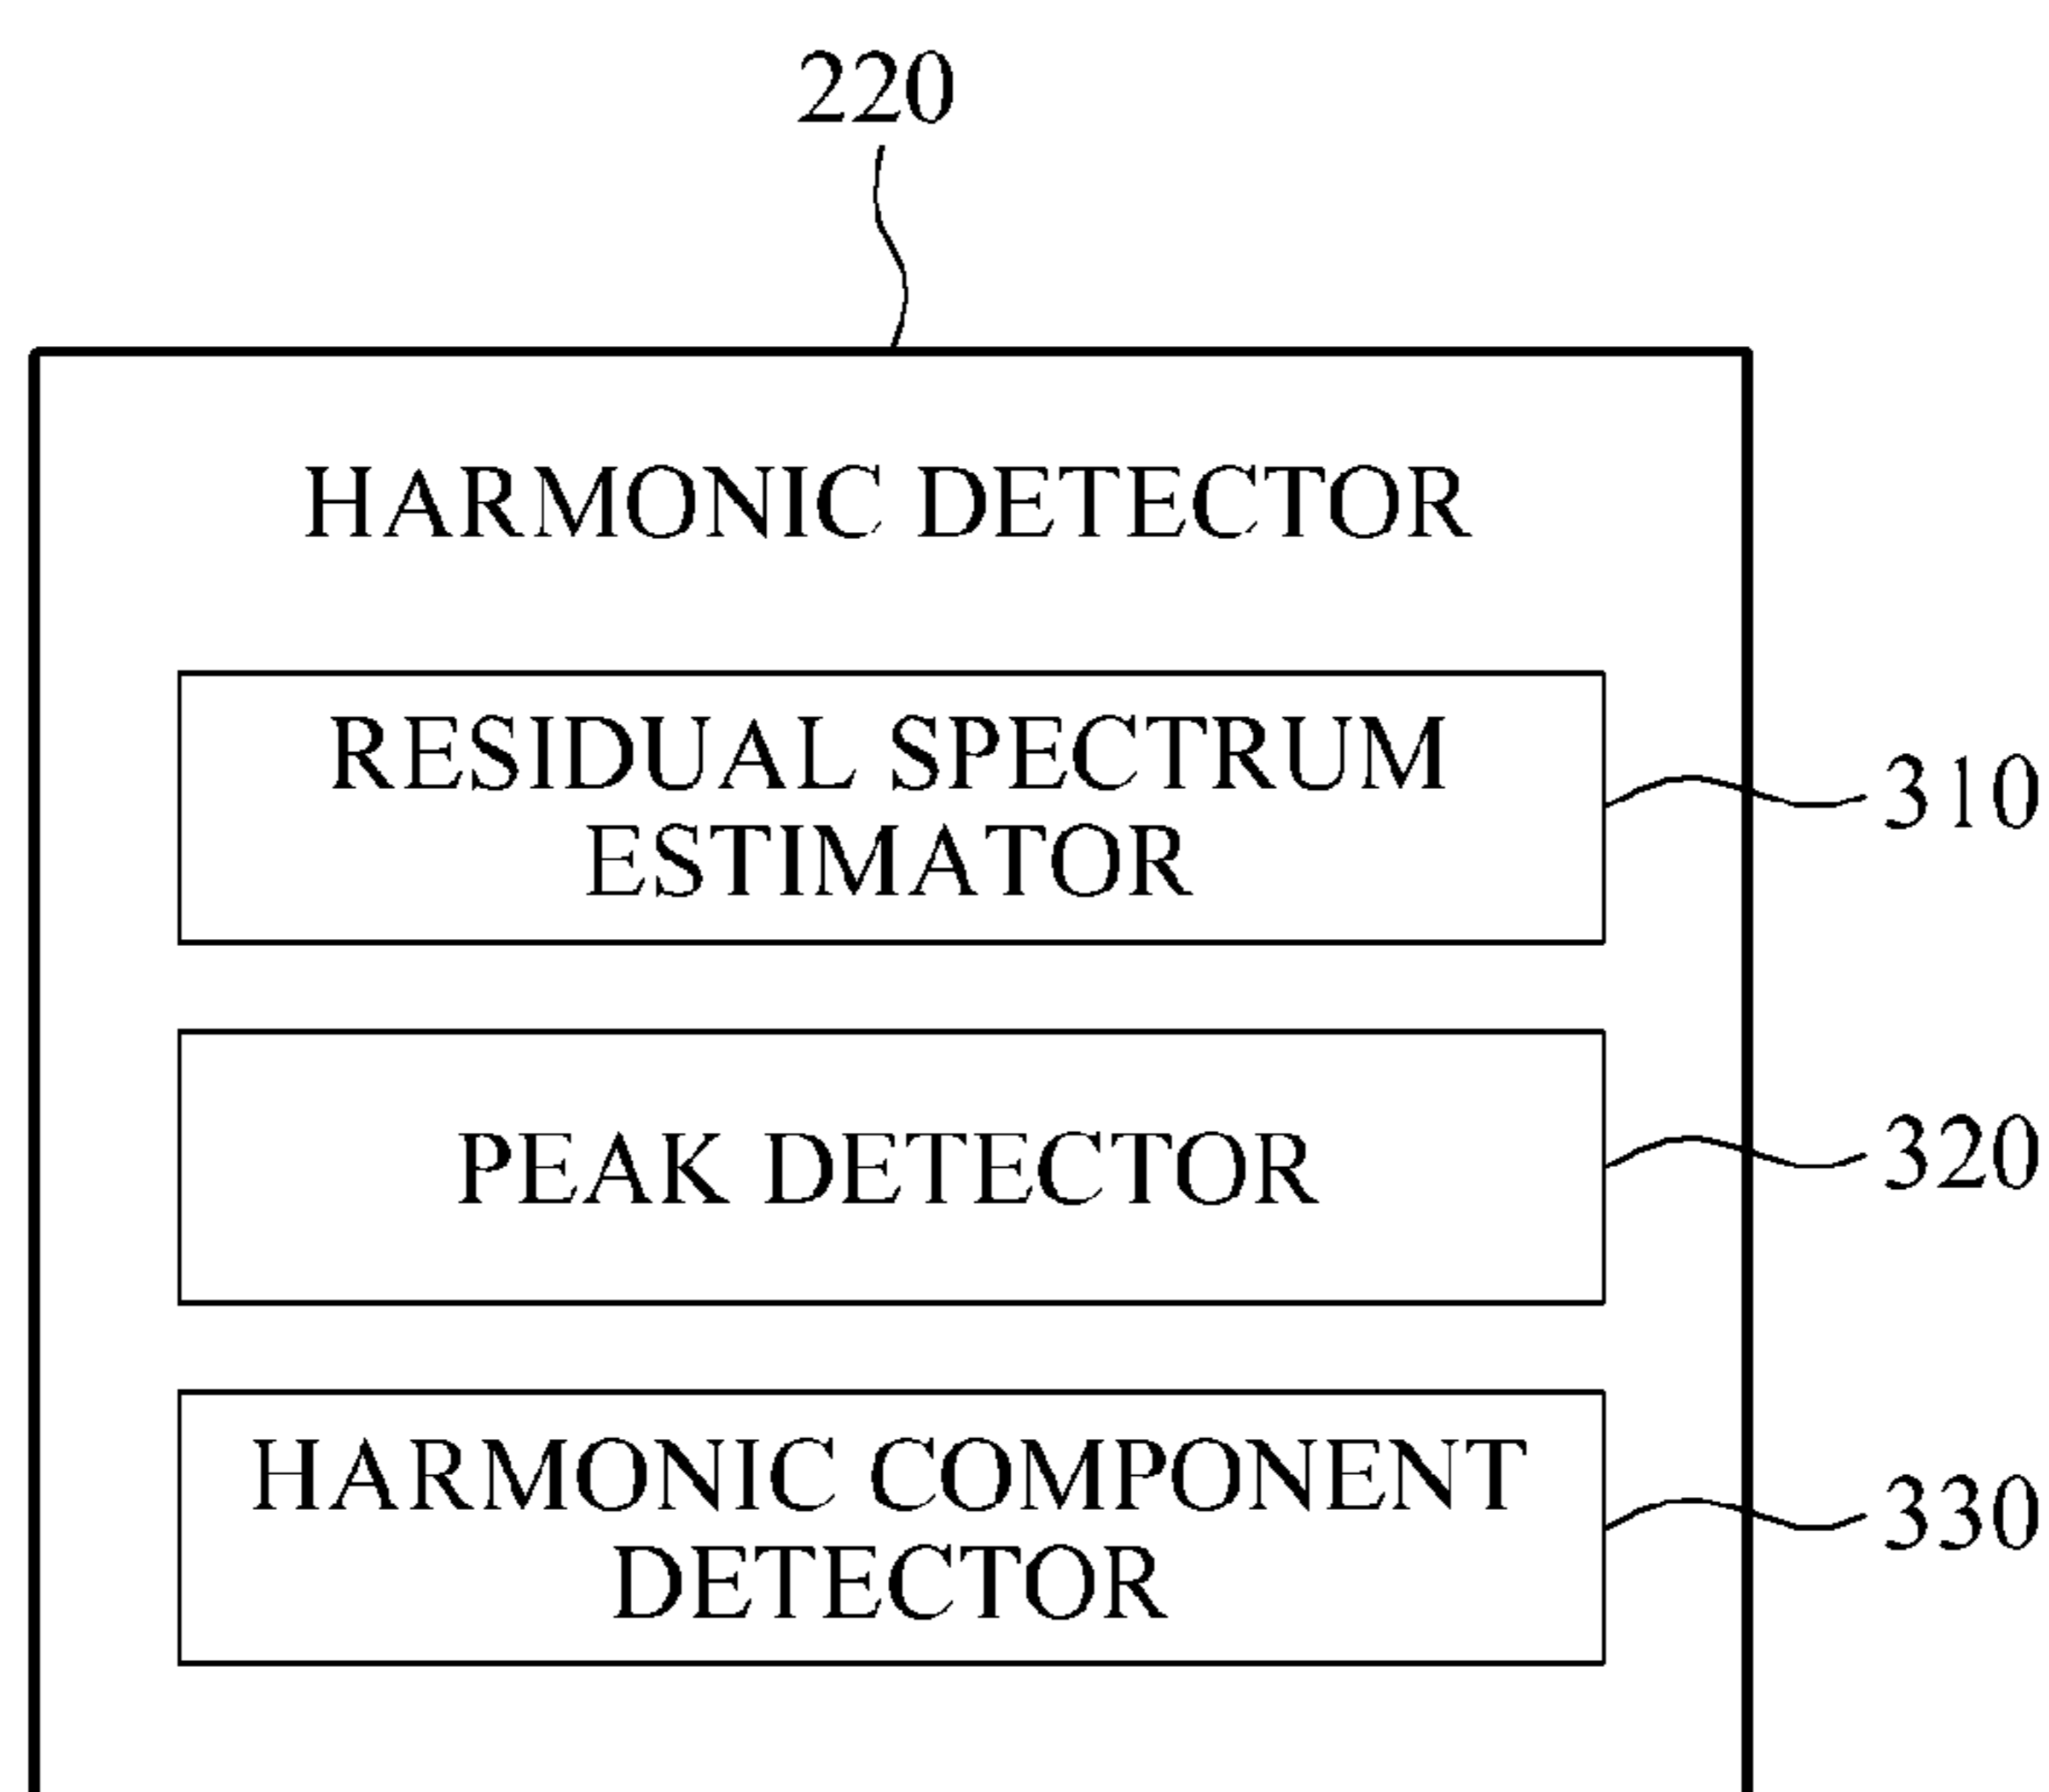 220
HARMONIC DETECTOR
RESIDUAL SPECTRUM
ESTIMATOR
310
PEAK DETECTOR
320
HARMONIC COMPONENT
DETECTOR
330